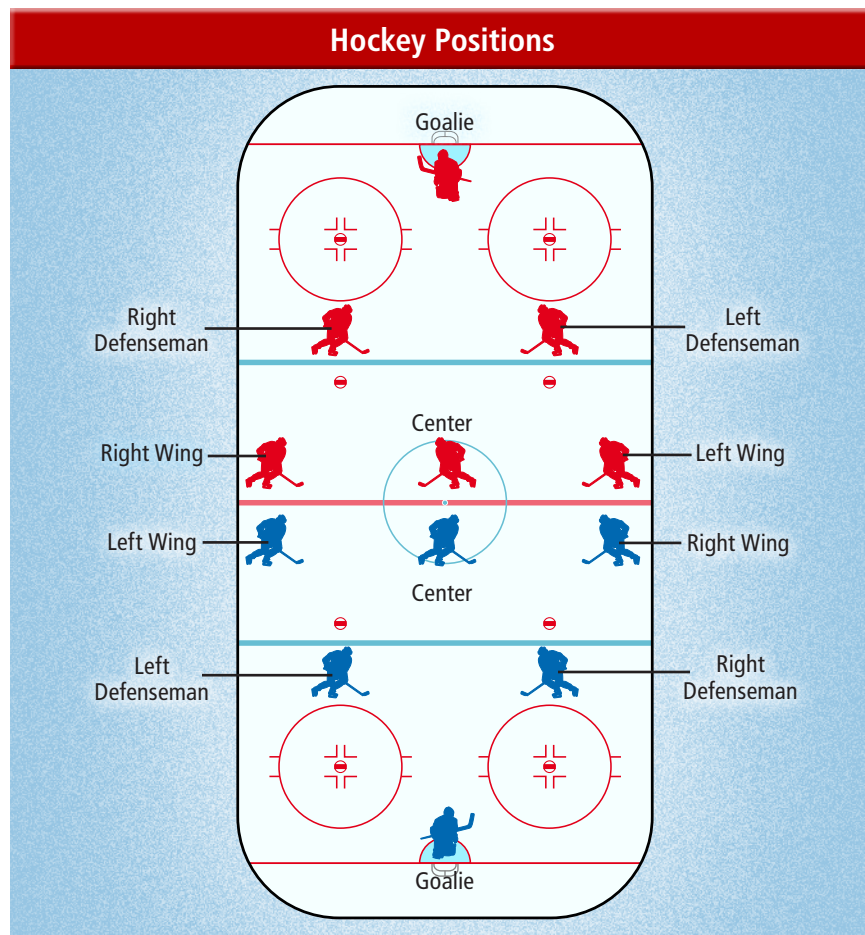 Hockey Positions
Goalie
Right
Defenseman
Left
Defenseman
Center
Right Wing
Left Wing
Left Wing
Right Wing
Center
Left
Defenseman
Right
Defenseman
Goalie